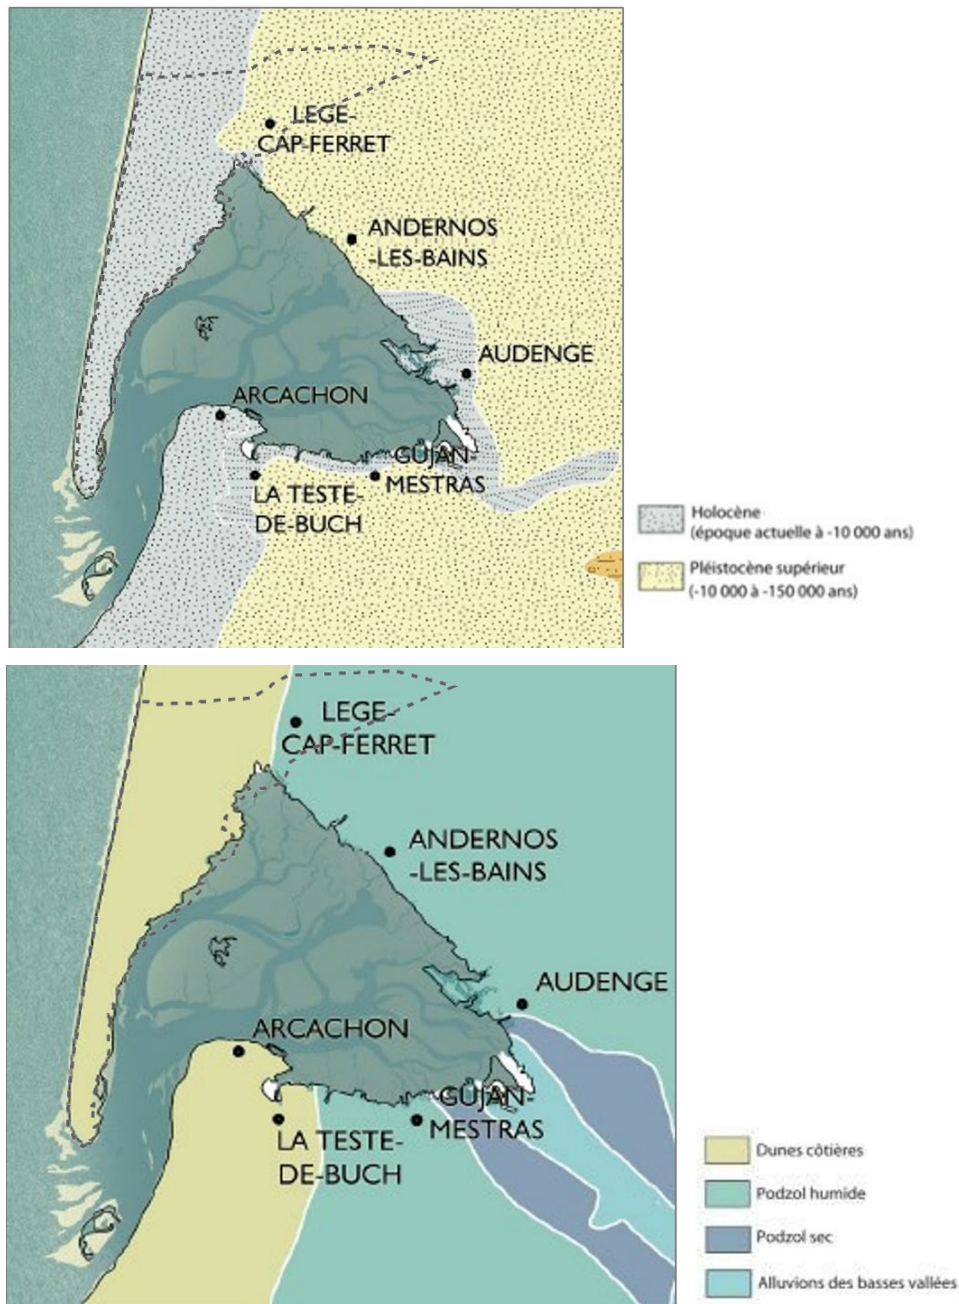 LEGE-
CAP-FERRET
ANDERNOS
-LES-BAINS
AUDENGE
ARCACHON
GUJAN-
MESTRAS
LA TESTE-
DE-BUCH
Holocène
(époque actuelle à -10 000 ans)
Pléistocène supérieur
(-10 000 à -150 000 ans)
LEGE-
CAP-FERRET
ANDERNOS
-LES-BAINS
AUDENGE
ARCACHON
GUJAN-
MESTRAS
LA TESTE-
DE-BUCH
Dunes côtières
Podzol humide
Podzol sec
Alluvions des basses vallées